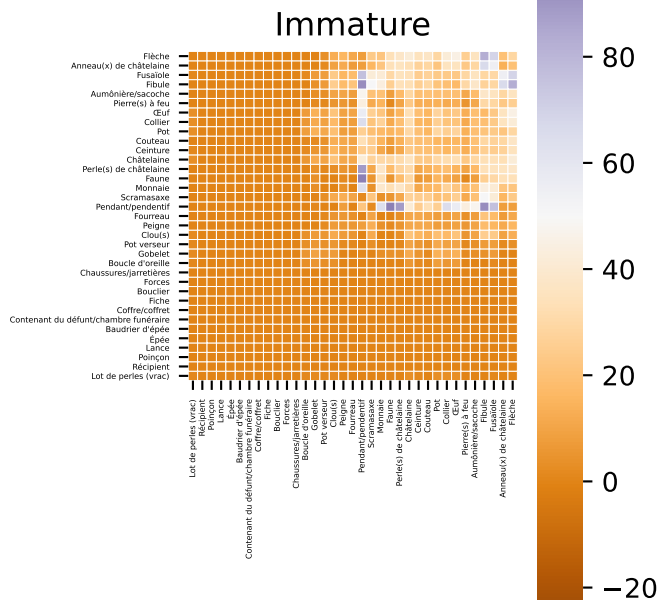 Immature
Flèche
Anneau(x) de châtelaine
Fusaïole
Fibule
Aumônière/sacoche
Pierre(s) à feu
Œuf
Collier
Pot
Couteau
Ceinture
Châtelaine
Perle(s) de châtelaine
Faune
Monnaie
Scramasaxe
Pendant/pendentif
Fourreau
Peigne
Clou(s)
Pot verseur
Gobelet
Boucle d'oreille
Chaussures/jarretières
Forces
Bouclier
Fiche
Coffre/coffret
Contenant du défunt/chambre funéraire
Baudrier d'épée
Épée
Lance
Poinçon
Récipient
Lot de perles (vrac)
Lot de perles (vrac)
Récipient
Poinçon
Lance
Épée
Baudrier d'épée
Contenant du défunt/chambre funéraire
Coffre/coffret
Fiche
Bouclier
Forces
Chaussures/jarretières
Boucle d'oreille
Gobelet
Pot verseur
Clou(s)
Peigne
Fourreau
Pendant/pendentif
Scramasaxe
Monnaie
Faune
Perle(s) de châtelaine
Châtelaine
Ceinture
Couteau
Pot
Collier
Œuf
Pierre(s) à feu
Aumônière/sacoche
Fibule
Fusaïole
Anneau(x) de châtelaine
Flèche
80
60
40
20
0
−20